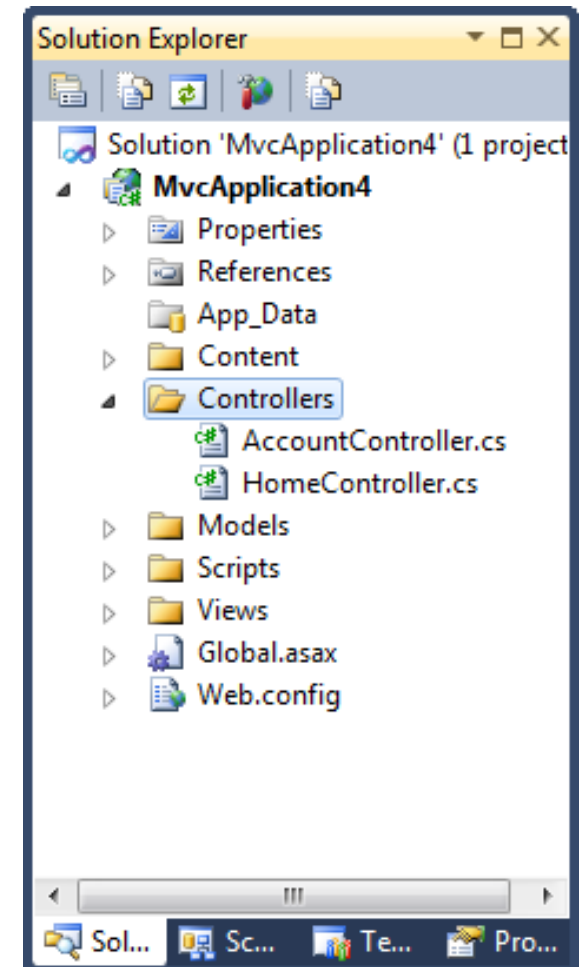 Solution Explorer
Solution 'MvcApplication4' (1 project
MvcApplication4
Properties
References
App_Data
Content
Controllers
AccountController.cs
HomeController.cs
Models
Scripts
Views
Global.asax
Web.config
Sol... Sc... Te... Pro...